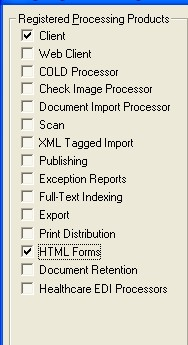 Registered Processing Products
Client
Web Client
COLD Processor
Check Image Processor
Document Import Processor
Scan
XML Tagged Import
Publishing
Exception Reports
Full-Text Indexing
Export
Print Distribution
HTML Forms
Document Retention
Healthcare EDI Processors